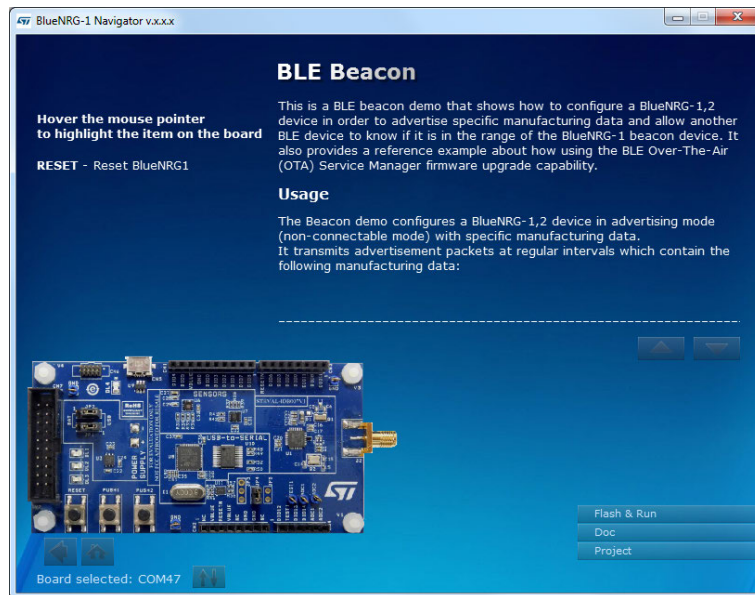 BlueNRG-1 Navigator v.x.x.x
BLE Beacon
This is a BLE beacon demo that shows how to configure a BlueNRG-1,2
device in order to advertise specific manufacturing data and allow another
BLE device to know if it is in the range of the BlueNRG-1 beacon device. It
also provides a reference example about how using the BLE Over-The-Air
(OTA) Service Manager firmware upgrade capability.
Hover the mouse pointer
to highlight the item on the board
RESET - Reset BlueNRG1
Usage
The Beacon demo configures a BlueNRG-1,2 device in advertising mode
(non-connectable mode) with specific manufacturing data.
It transmits advertisement packets at regular intervals which contain the
following manufacturing data:
SENSORS
USB-to-SERIAL
POWER
SUPPLY
RESET
PUSH1
PUSH2
Flash & Run
Doc
Project
Board selected: COM47